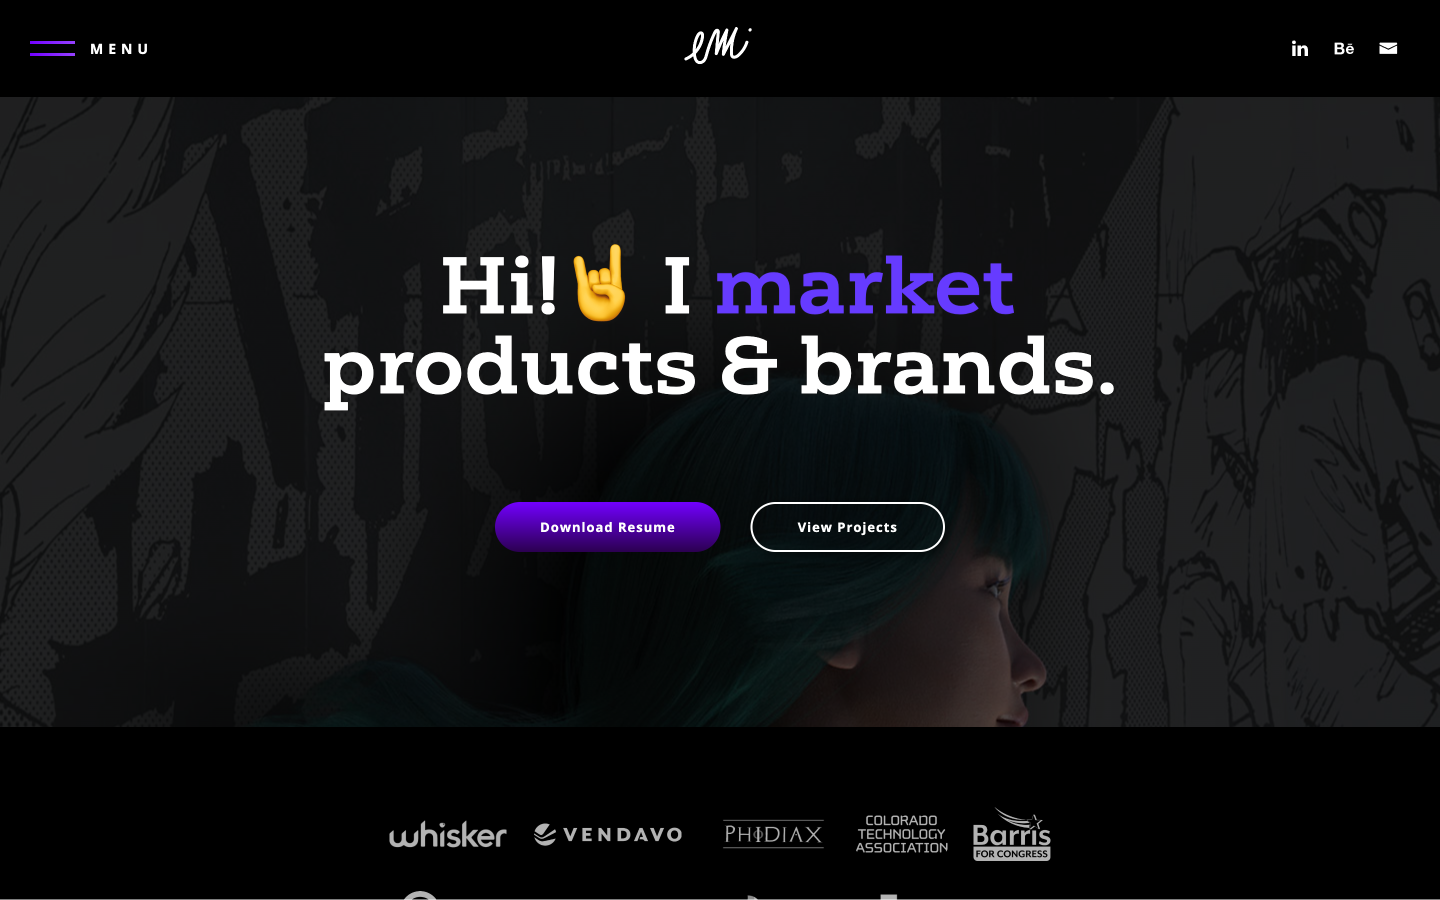 MENU
emi
in
Bē
Hi!🤘 I market
products & brands.
Download Resume
View Projects
whisker
VENDAVO
PHIDIAX
COLORADO
TECHNOLOGY
ASSOCIATION
Barris
FOR CONGRESS